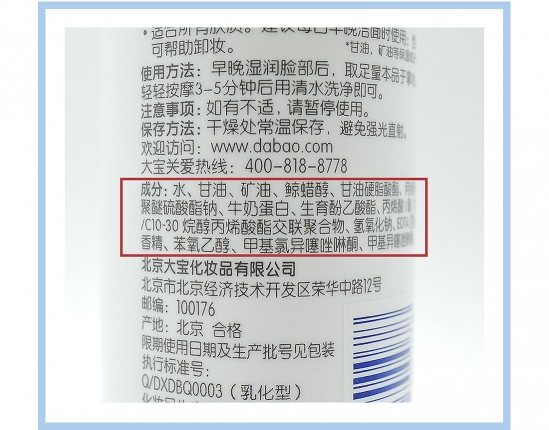 ·适合所有肤质。建议每日早晚洁面时使用：也
可帮助卸妆。
*甘油，矿油等保湿成
使用方法：早晚湿润脸部后，取足量本品于
轻轻按摩3-5分钟后用清水洗净即可。
注意事项：如有不适，请暂停使用。
保存方法：干燥处常温保存，避免强光直射。
欢迎访问：www.dabao.com
大宝关爱热线：400-818-8778
成分：水、甘油、矿油、鲸蜡醇、甘油硬脂酸酯、
聚醚硫酸酯钠、牛奶蛋白、生育酚乙酸酯、丙烯酸
/C10-30 烷醇丙烯酸酯交联聚合物、氢氧化钠、EDTA
香精、苯氧乙醇、甲基氯异噻唑啉酮、甲基异噻唑啉
北京大宝化妆品有限公司
北京市北京经济技术开发区荣华中路12号
邮编：100176
产地：北京 合格
限期使用日期及生产批号见包装
执行标准号：
Q/DXDBQ0003（乳化型）